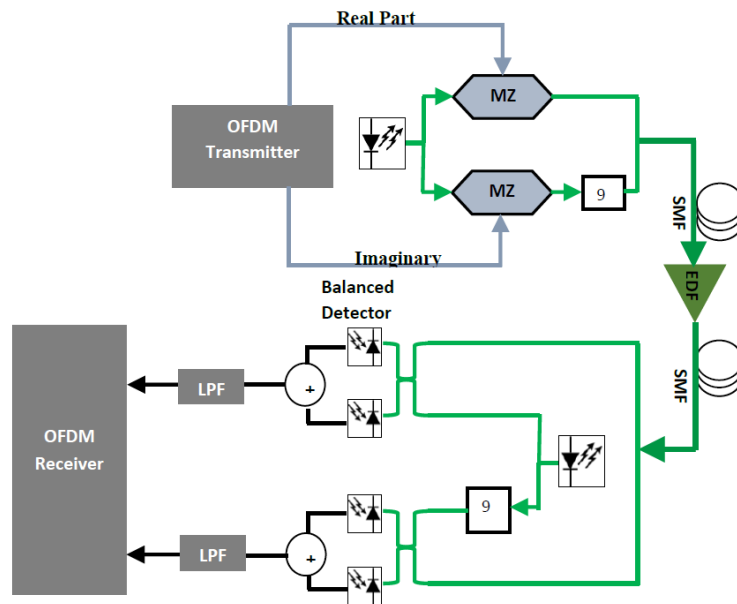 Real Part
OFDM
Transmitter
MZ
MZ
9
SMF
Imaginary
EDF
Balanced
Detector
SMF
+
LPF
OFDM
Receiver
9
LPF
+